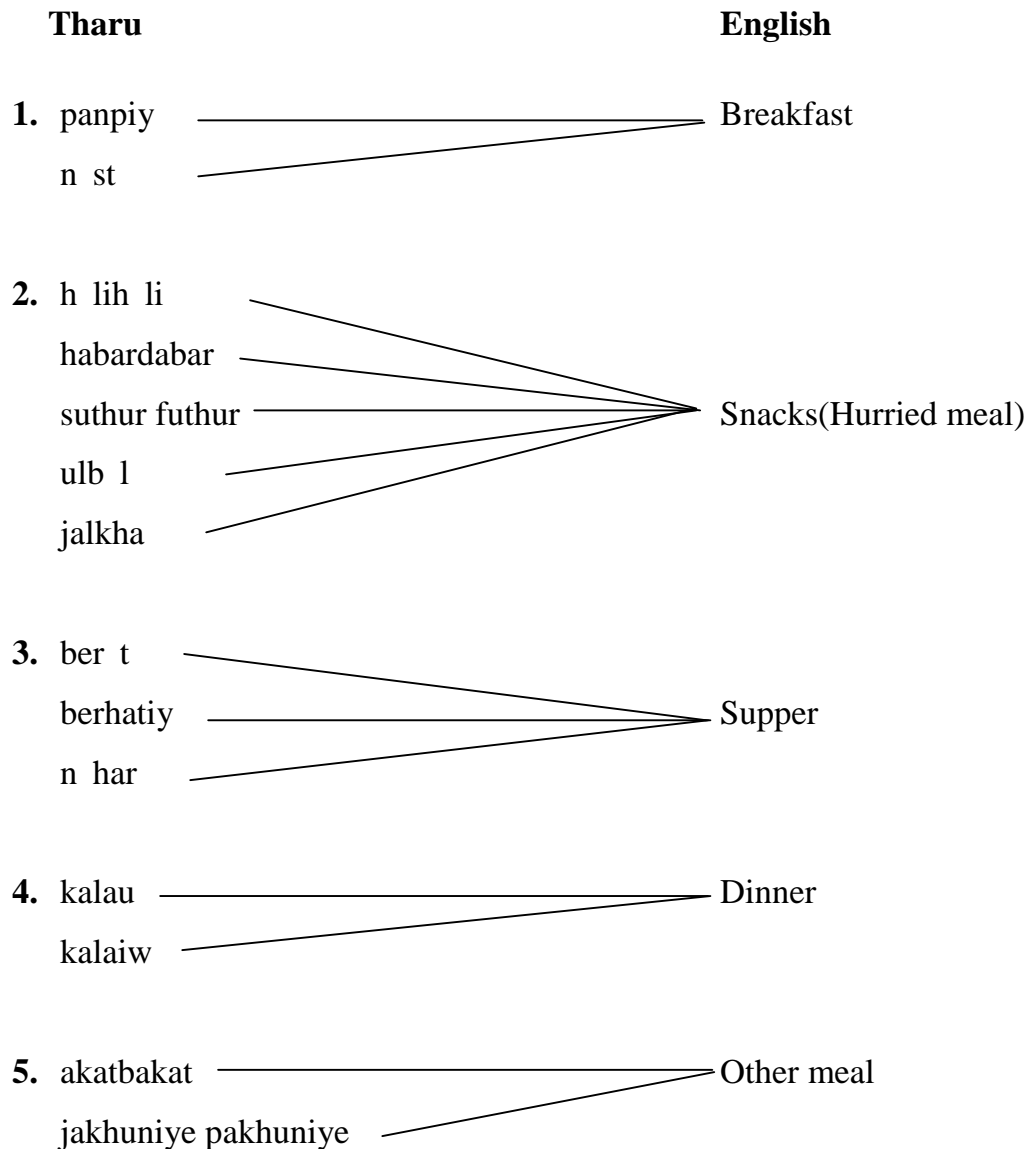 Tharu English
1. panpiy Breakfast
n st
2. h lih li
habardabar
suthur futhur Snacks(Hurried meal)
ulb l
jalkha
3. ber t
berhatiy Supper
n har
4. kalau Dinner
kalaiw
5. akatbakat Other meal
jakhuniye pakhuniye